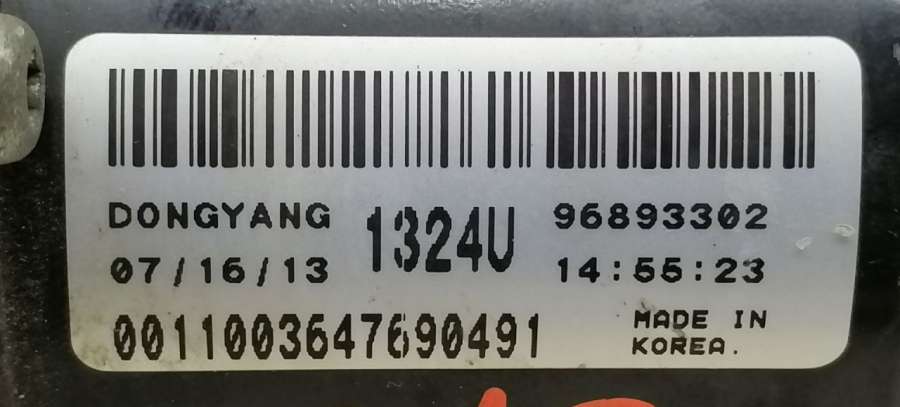 DONGYANG 1324U 96893302
07/16/13 14:55:23
0011003647690491 MADE IN
KOREA.